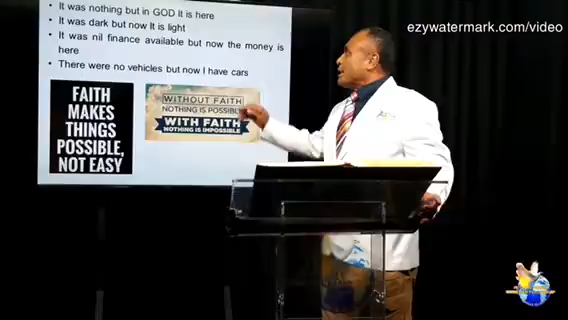 ezywatermark.com/video
• It was nothing but in GOD It is here
• It was dark but now It is light
• It was nil finance available but now the money is
here
• There were no vehicles but now I have cars
FAITH
MAKES
THINGS
POSSIBLE,
NOT EASY
WITHOUT FAITH
NOTHING IS POSSIBLE
WITH FAITH
NOTHING IS IMPOSSIBLE